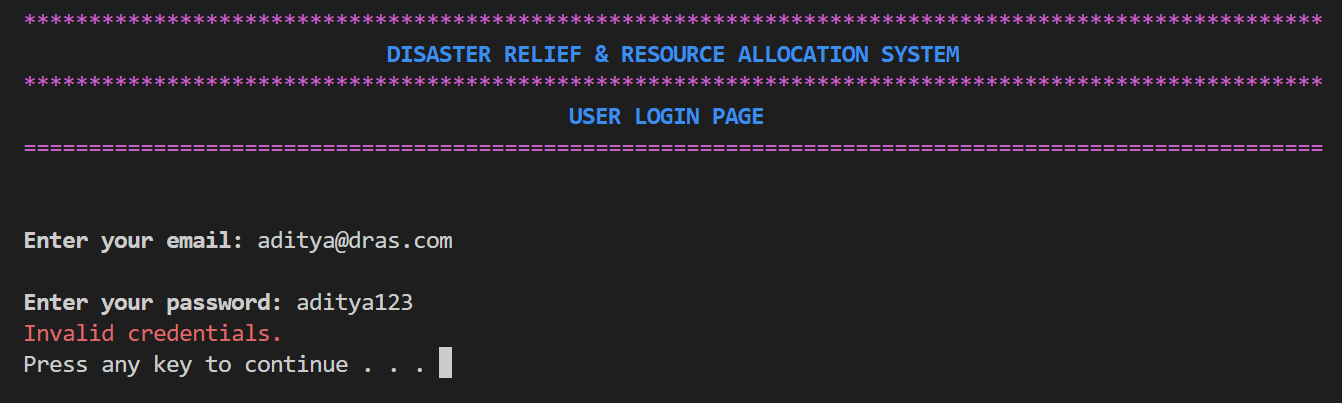 ****************************************************************************************************
DISASTER RELIEF & RESOURCE ALLOCATION SYSTEM
****************************************************************************************************
USER LOGIN PAGE
====================================================================================================
Enter your email: aditya@dras.com
Enter your password: aditya123
Invalid credentials.
Press any key to continue . . .